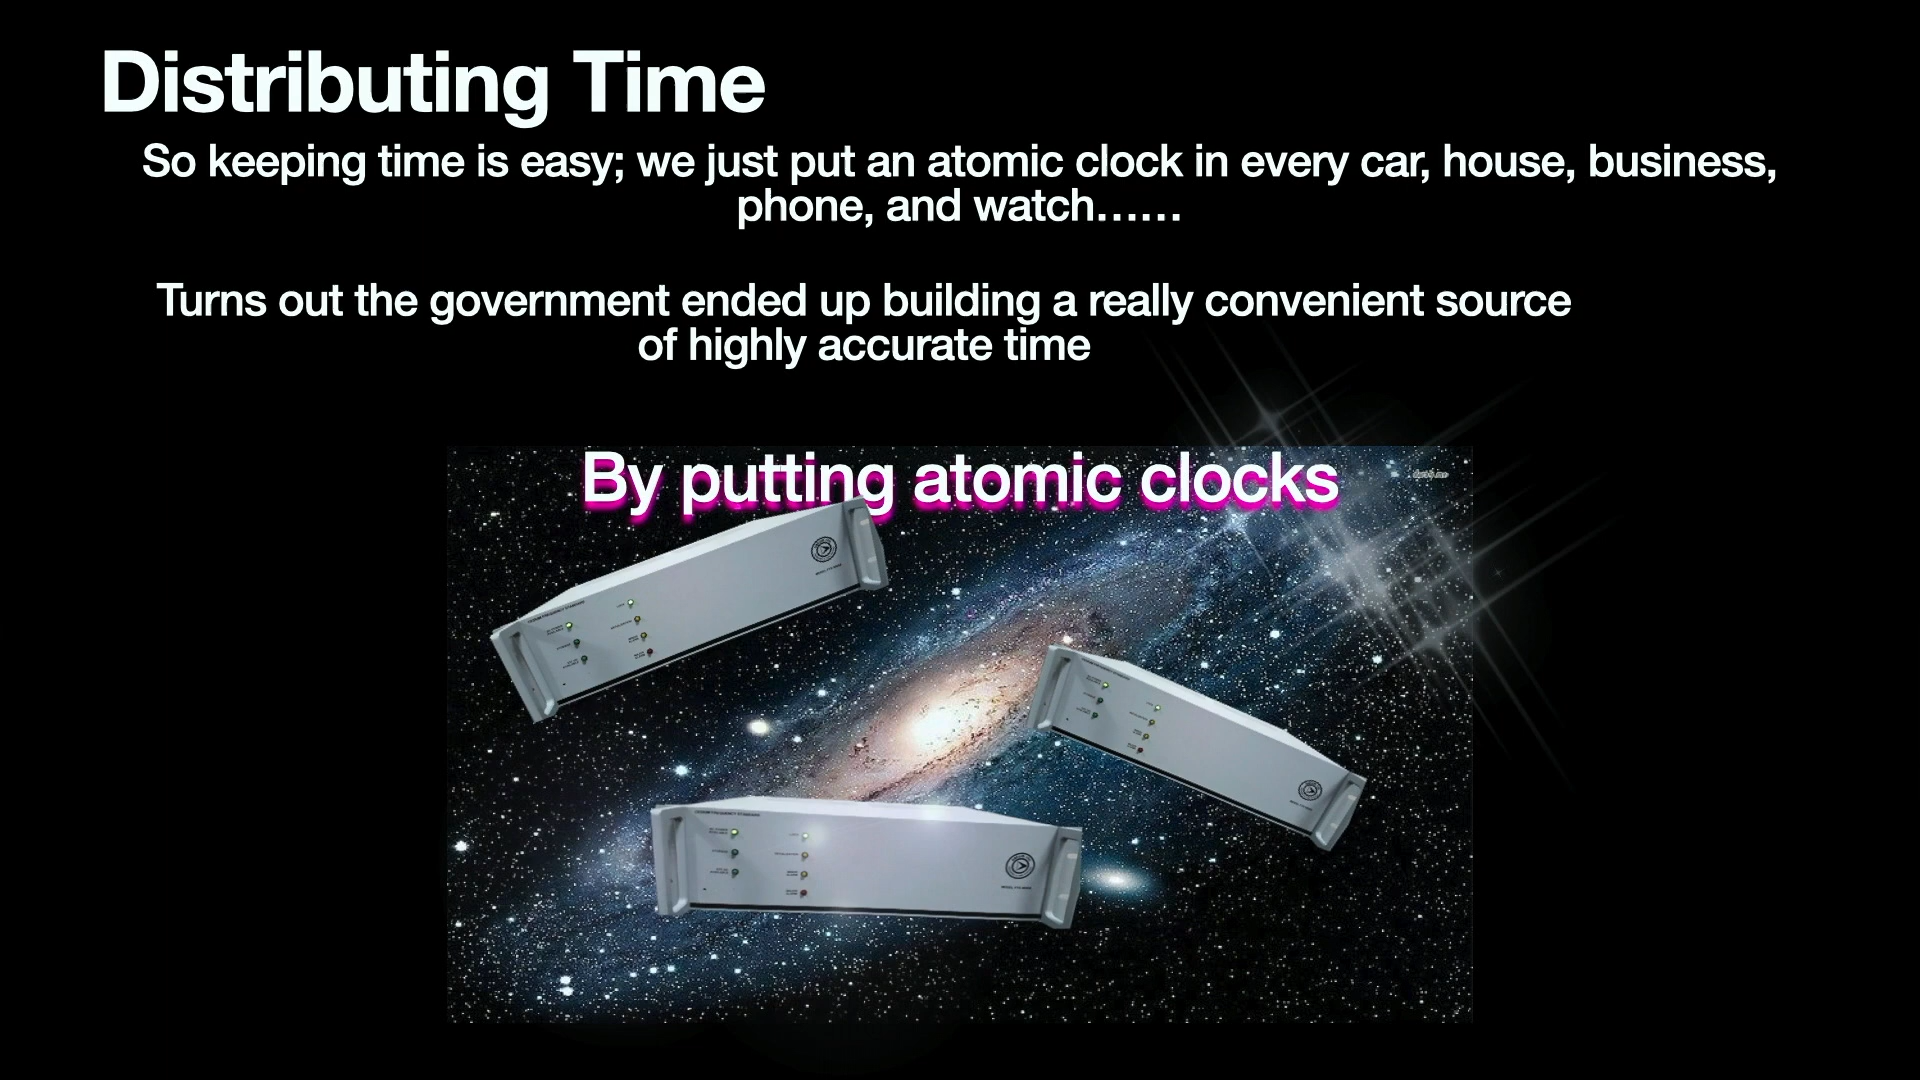 Distributing Time
So keeping time is easy; we just put an atomic clock in every car, house, business,
phone, and watch……
Turns out the government ended up building a really convenient source
of highly accurate time
By putting atomic clocks